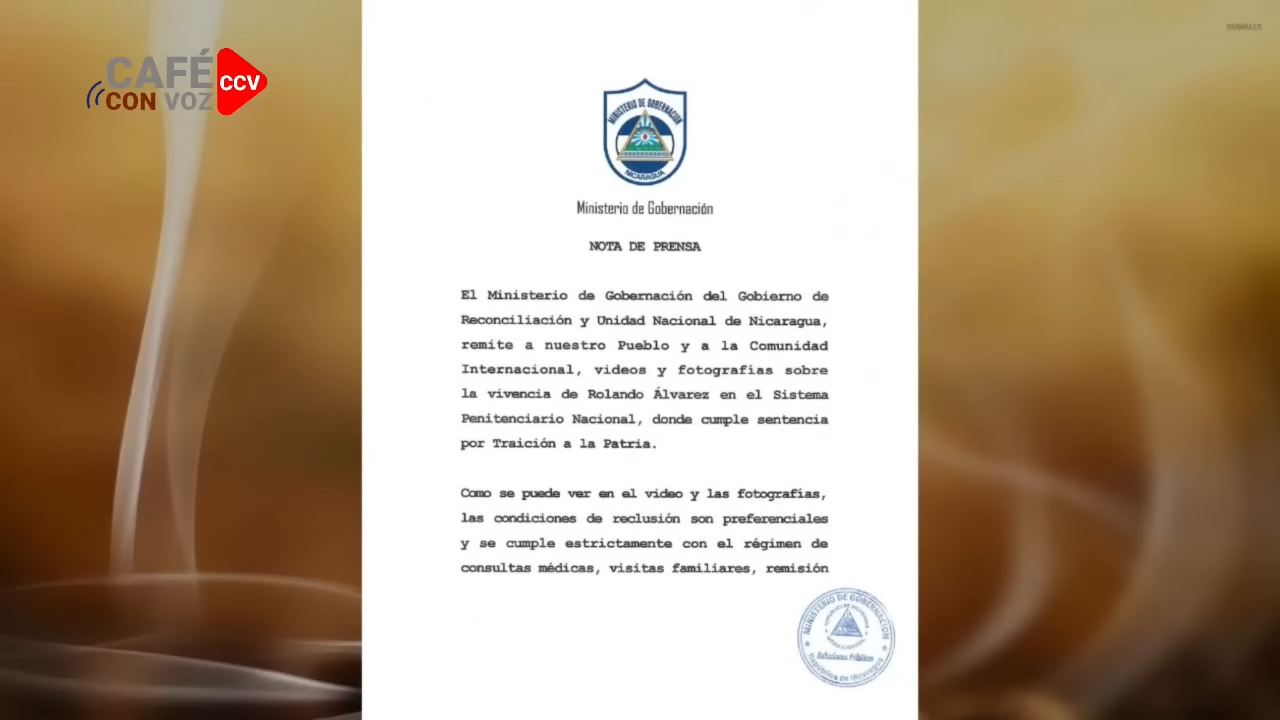 CAFÉ
CON VOZ
CCV
MINISTERIO DE GOBERNACION
NICARAGUA
Ministerio de Gobernación
NOTA DE PRENSA
El Ministerio de Gobernación del Gobierno de
Reconciliación y Unidad Nacional de Nicaragua,
remite a nuestro Pueblo y a la Comunidad
Internacional, videos y fotografías sobre
la vivencia de Rolando Álvarez en el Sistema
Penitenciario Nacional, donde cumple sentencia
por Traición a la Patria.
Como se puede ver en el video y las fotografías,
las condiciones de reclusión son preferenciales
y se cumple estrictamente con el régimen de
consultas médicas, visitas familiares, remisión
MINISTERIO DE GOBERNACION
Relaciones Públicas
República de Nicaragua